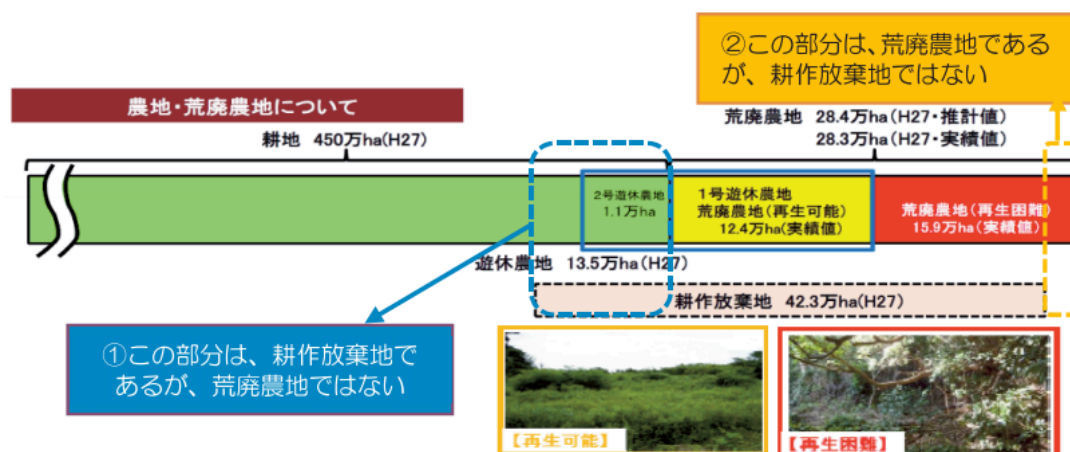 ②この部分は、荒廃農地である
が、耕作放棄地ではない
農地・荒廃農地について
荒廃農地 28.4万ha(H27・推計値)
28.3万ha(H27・実績値)
耕地 450万ha(H27)
2号遊休農地
1.1万ha
1号遊休農地
荒廃農地(再生可能)
12.4万ha(実績値)
荒廃農地(再生困難)
15.9万ha(実績値)
遊休農地 13.5万ha(H27)
耕作放棄地 42.3万ha(H27)
①この部分は、耕作放棄地で
あるが、荒廃農地ではない
【再生可能】
【再生困難】